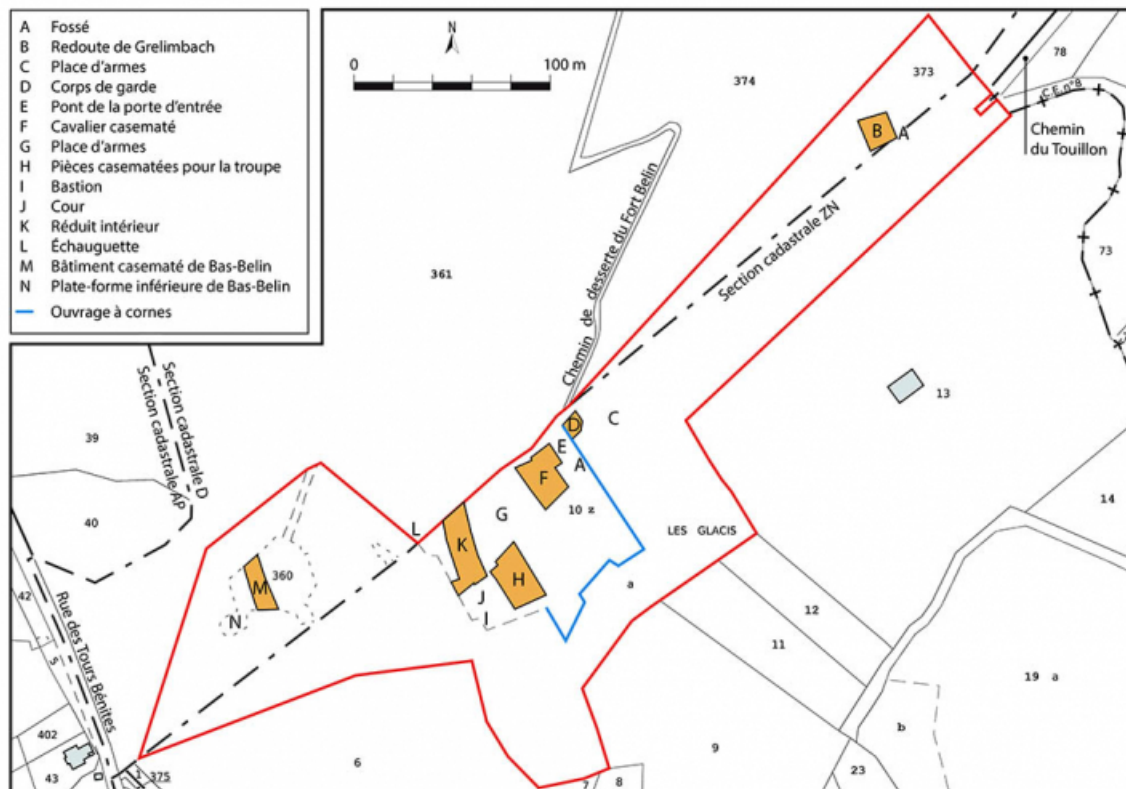 A Fossé
B Redoute de Grelimbach
C Place d'armes
D Corps de garde
E Pont de la porte d'entrée
F Cavalier casematé
G Place d'armes
H Pièces casematées pour la troupe
I Bastion
J Cour
K Réduit intérieur
L Échauguette
M Bâtiment casematé de Bas-Belin
N Plate-forme inférieure de Bas-Belin
Ouvrage à cornes
N
0 100 m
374
373
78
C.E. n°8
Chemin
du Touillon
B
A
73
361
Chemin de desserte du Fort Belin
Section cadastrale ZN
13
14
39
40
42
Section cadastrale D
Section cadastrale AP
D
C
E
A
F
10 z
G
LES GLACIS
L
K
H
J
I
a
360
M
N
12
11
19 a
b
Rue des Tours Bénites
S
402
43
1
375
6
9
7
8
23